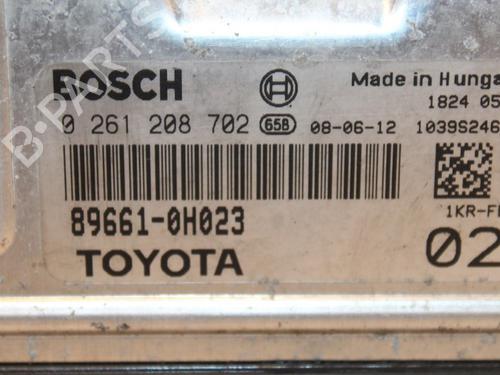 BOSCH
Made in Hunga
1824 05
0 261 208 702 65B 08-06-12 1039S246
89661-0H023
1KR-F
TOYOTA
02
B-PARTS